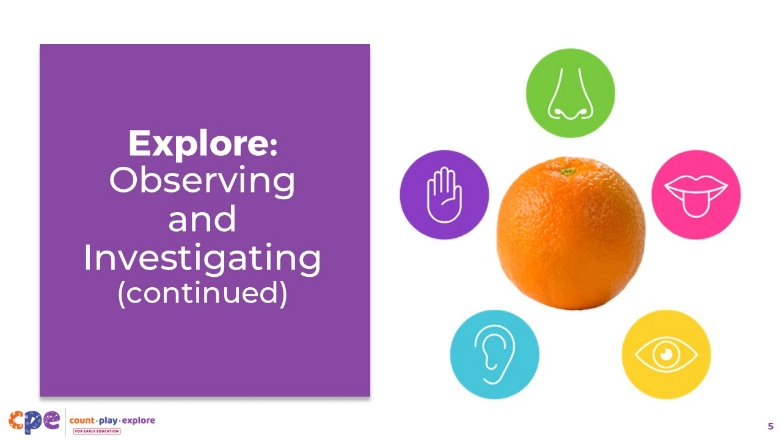 Explore:
Observing
and
Investigating
(continued)
cpe
count·play·explore
FOR EARLY EDUCATION
5